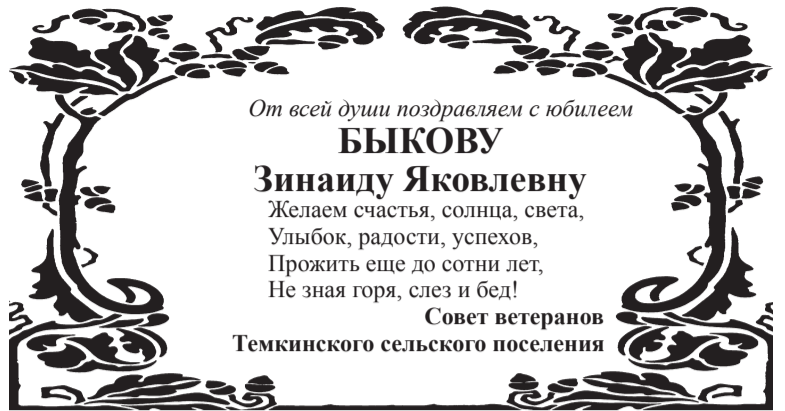 От всей души поздравляем с юбилеем
БЫКОВУ
Зинаиду Яковлевну
Желаем счастья, солнца, света,
Улыбок, радости, успехов,
Прожить еще до сотни лет,
Не зная горя, слез и бед!
Совет ветеранов
Темкинского сельского поселения